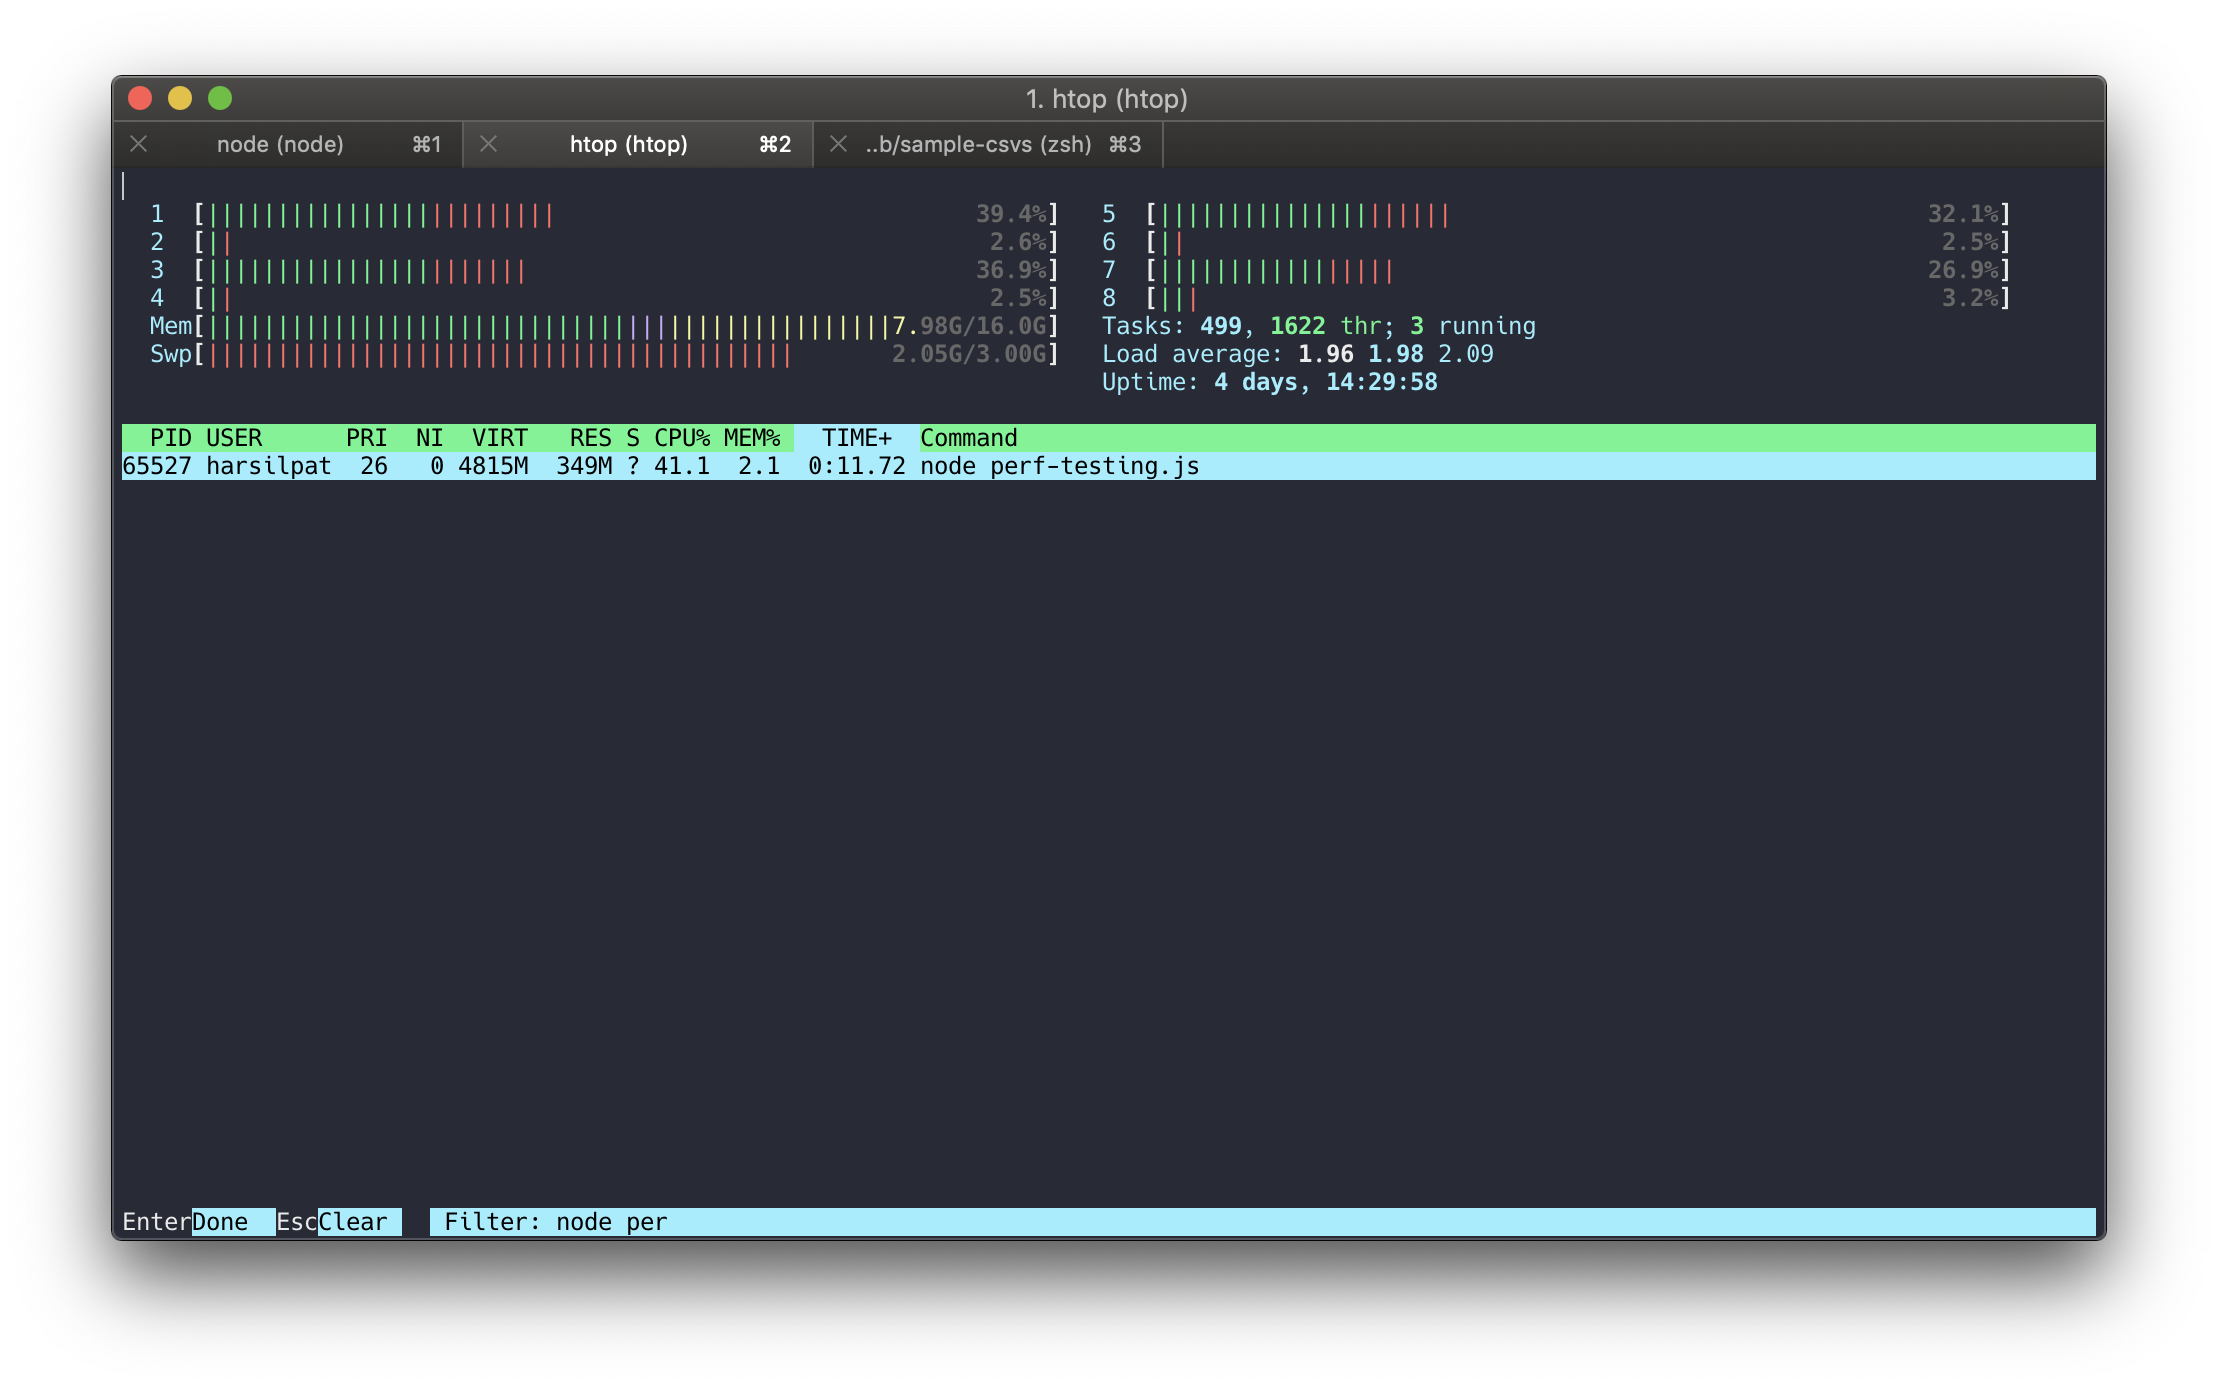 1. htop (htop)
node (node) ⌘1 htop (htop) ⌘2 ..b/sample-csvs (zsh) ⌘3
1 [|||||||||||||||||||||||||39.4%] 5 [|||||||||||||||||||||32.1%]
2 [||2.6%] 6 [||2.5%]
3 [|||||||||||||||||||||||36.9%] 7 [|||||||||||||||||26.9%]
4 [||2.5%] 8 [|||3.2%]
Mem[|||||||||||||||||||||||||||||||||||||||||||||||||7.98G/16.0G] Tasks: 499, 1622 thr; 3 running
Swp[||||||||||||||||||||||||||||||||||||||||||2.05G/3.00G] Load average: 1.96 1.98 2.09
Uptime: 4 days, 14:29:58
PID USER PRI NI VIRT RES S CPU% MEM% TIME+ Command
65527 harsilpat 26 0 4815M 349M ? 41.1 2.1 0:11.72 node perf-testing.js
EnterDone EscClear Filter: node per